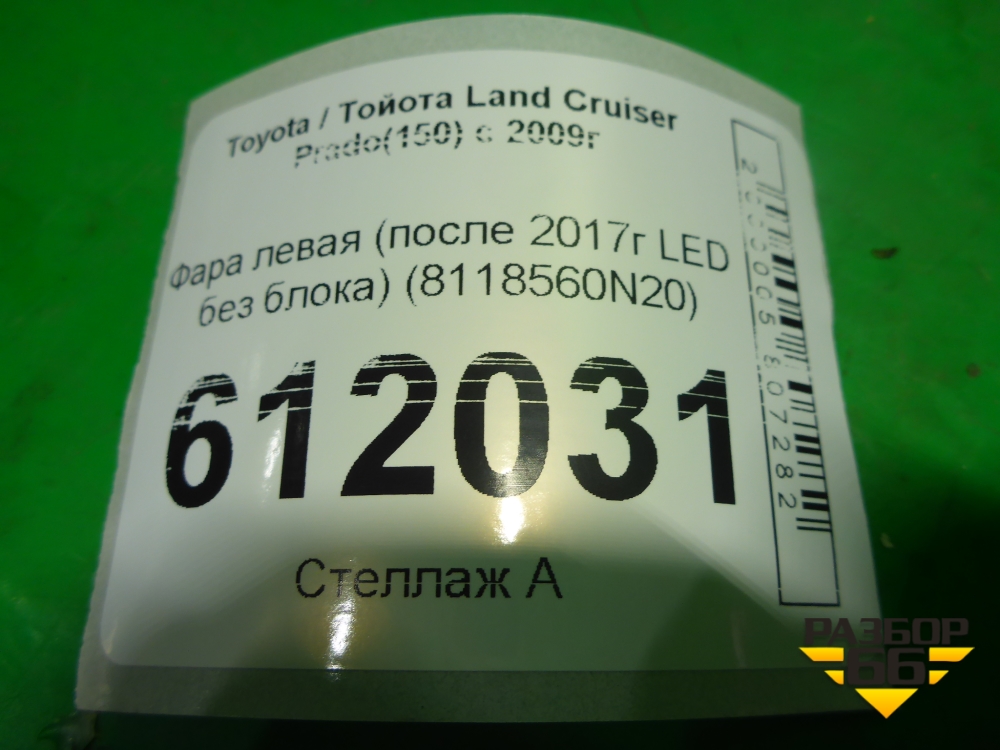 Toyota / Тойота Land Cruiser
Prado(150) с 2009г
Фара левая (после 2017г LED
без блока) (8118560N20)
612031
Стеллаж А
РАЗБОР
66